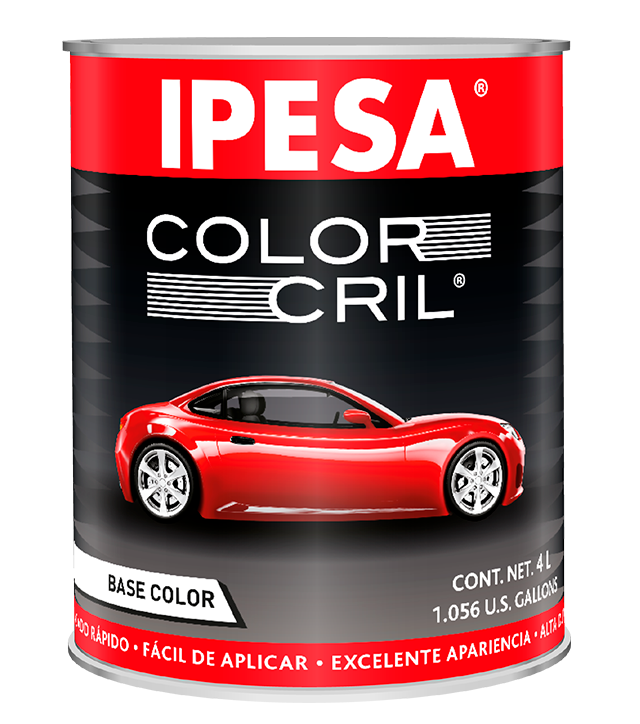 IPESA®
COLOR
CRIL®
BASE COLOR
CONT. NET. 4 L
1.056 U.S. GALLONS
RÁPIDO • FÁCIL DE APLICAR • EXCELENTE APARIENCIA • ALTA